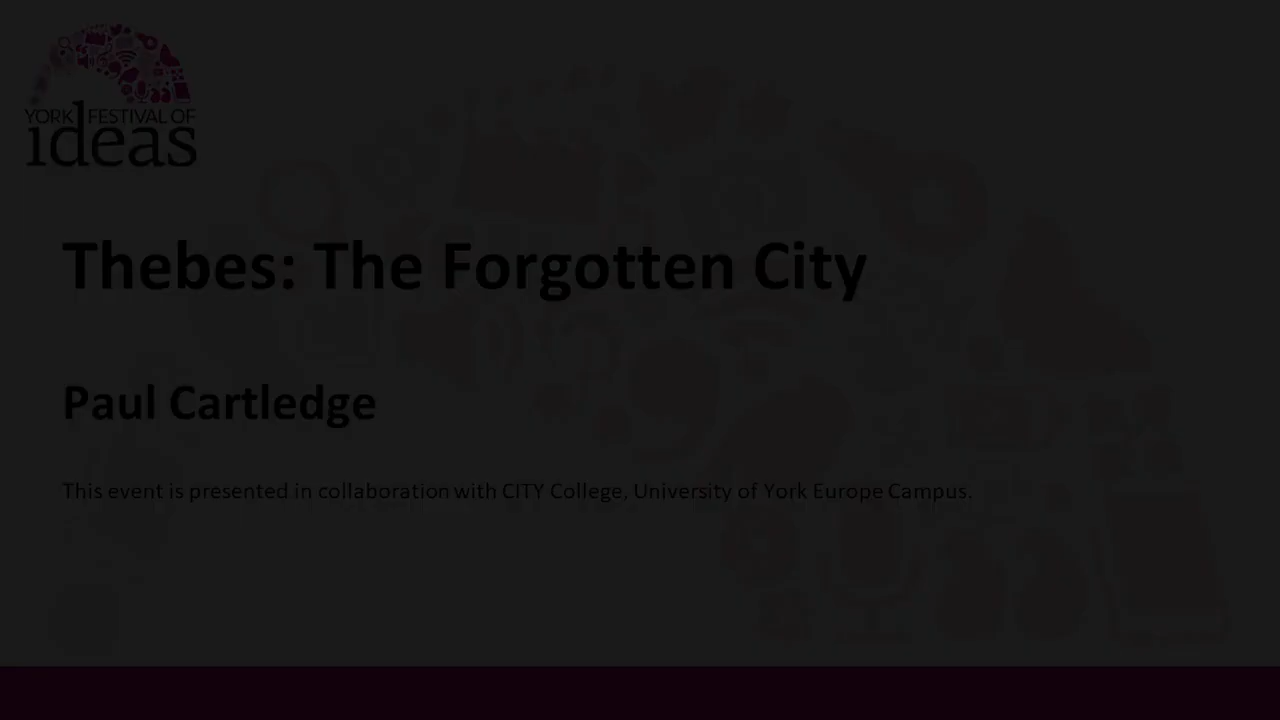 YORK FESTIVAL OF
ideas
Thebes: The Forgotten City
Paul Cartledge
This event is presented in collaboration with CITY College, University of York Europe Campus.